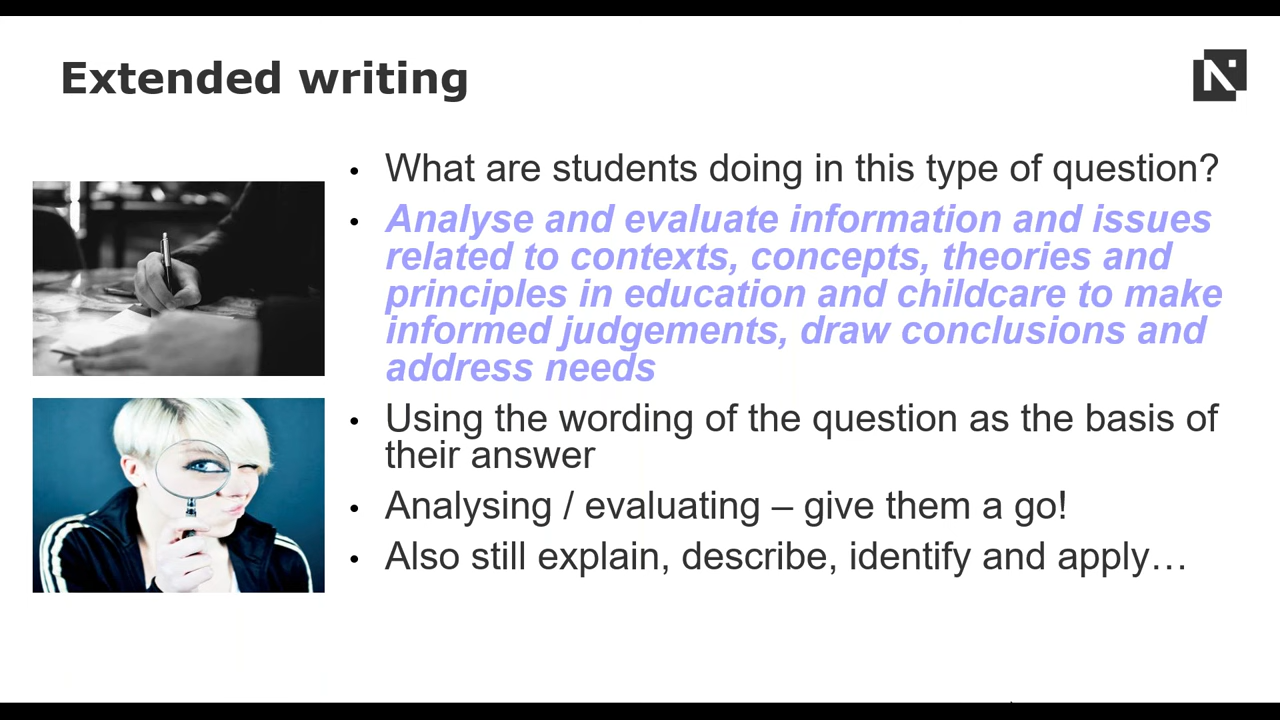 Extended writing
• What are students doing in this type of question?
• Analyse and evaluate information and issues
related to contexts, concepts, theories and
principles in education and childcare to make
informed judgements, draw conclusions and
address needs
• Using the wording of the question as the basis of
their answer
• Analysing / evaluating – give them a go!
• Also still explain, describe, identify and apply…